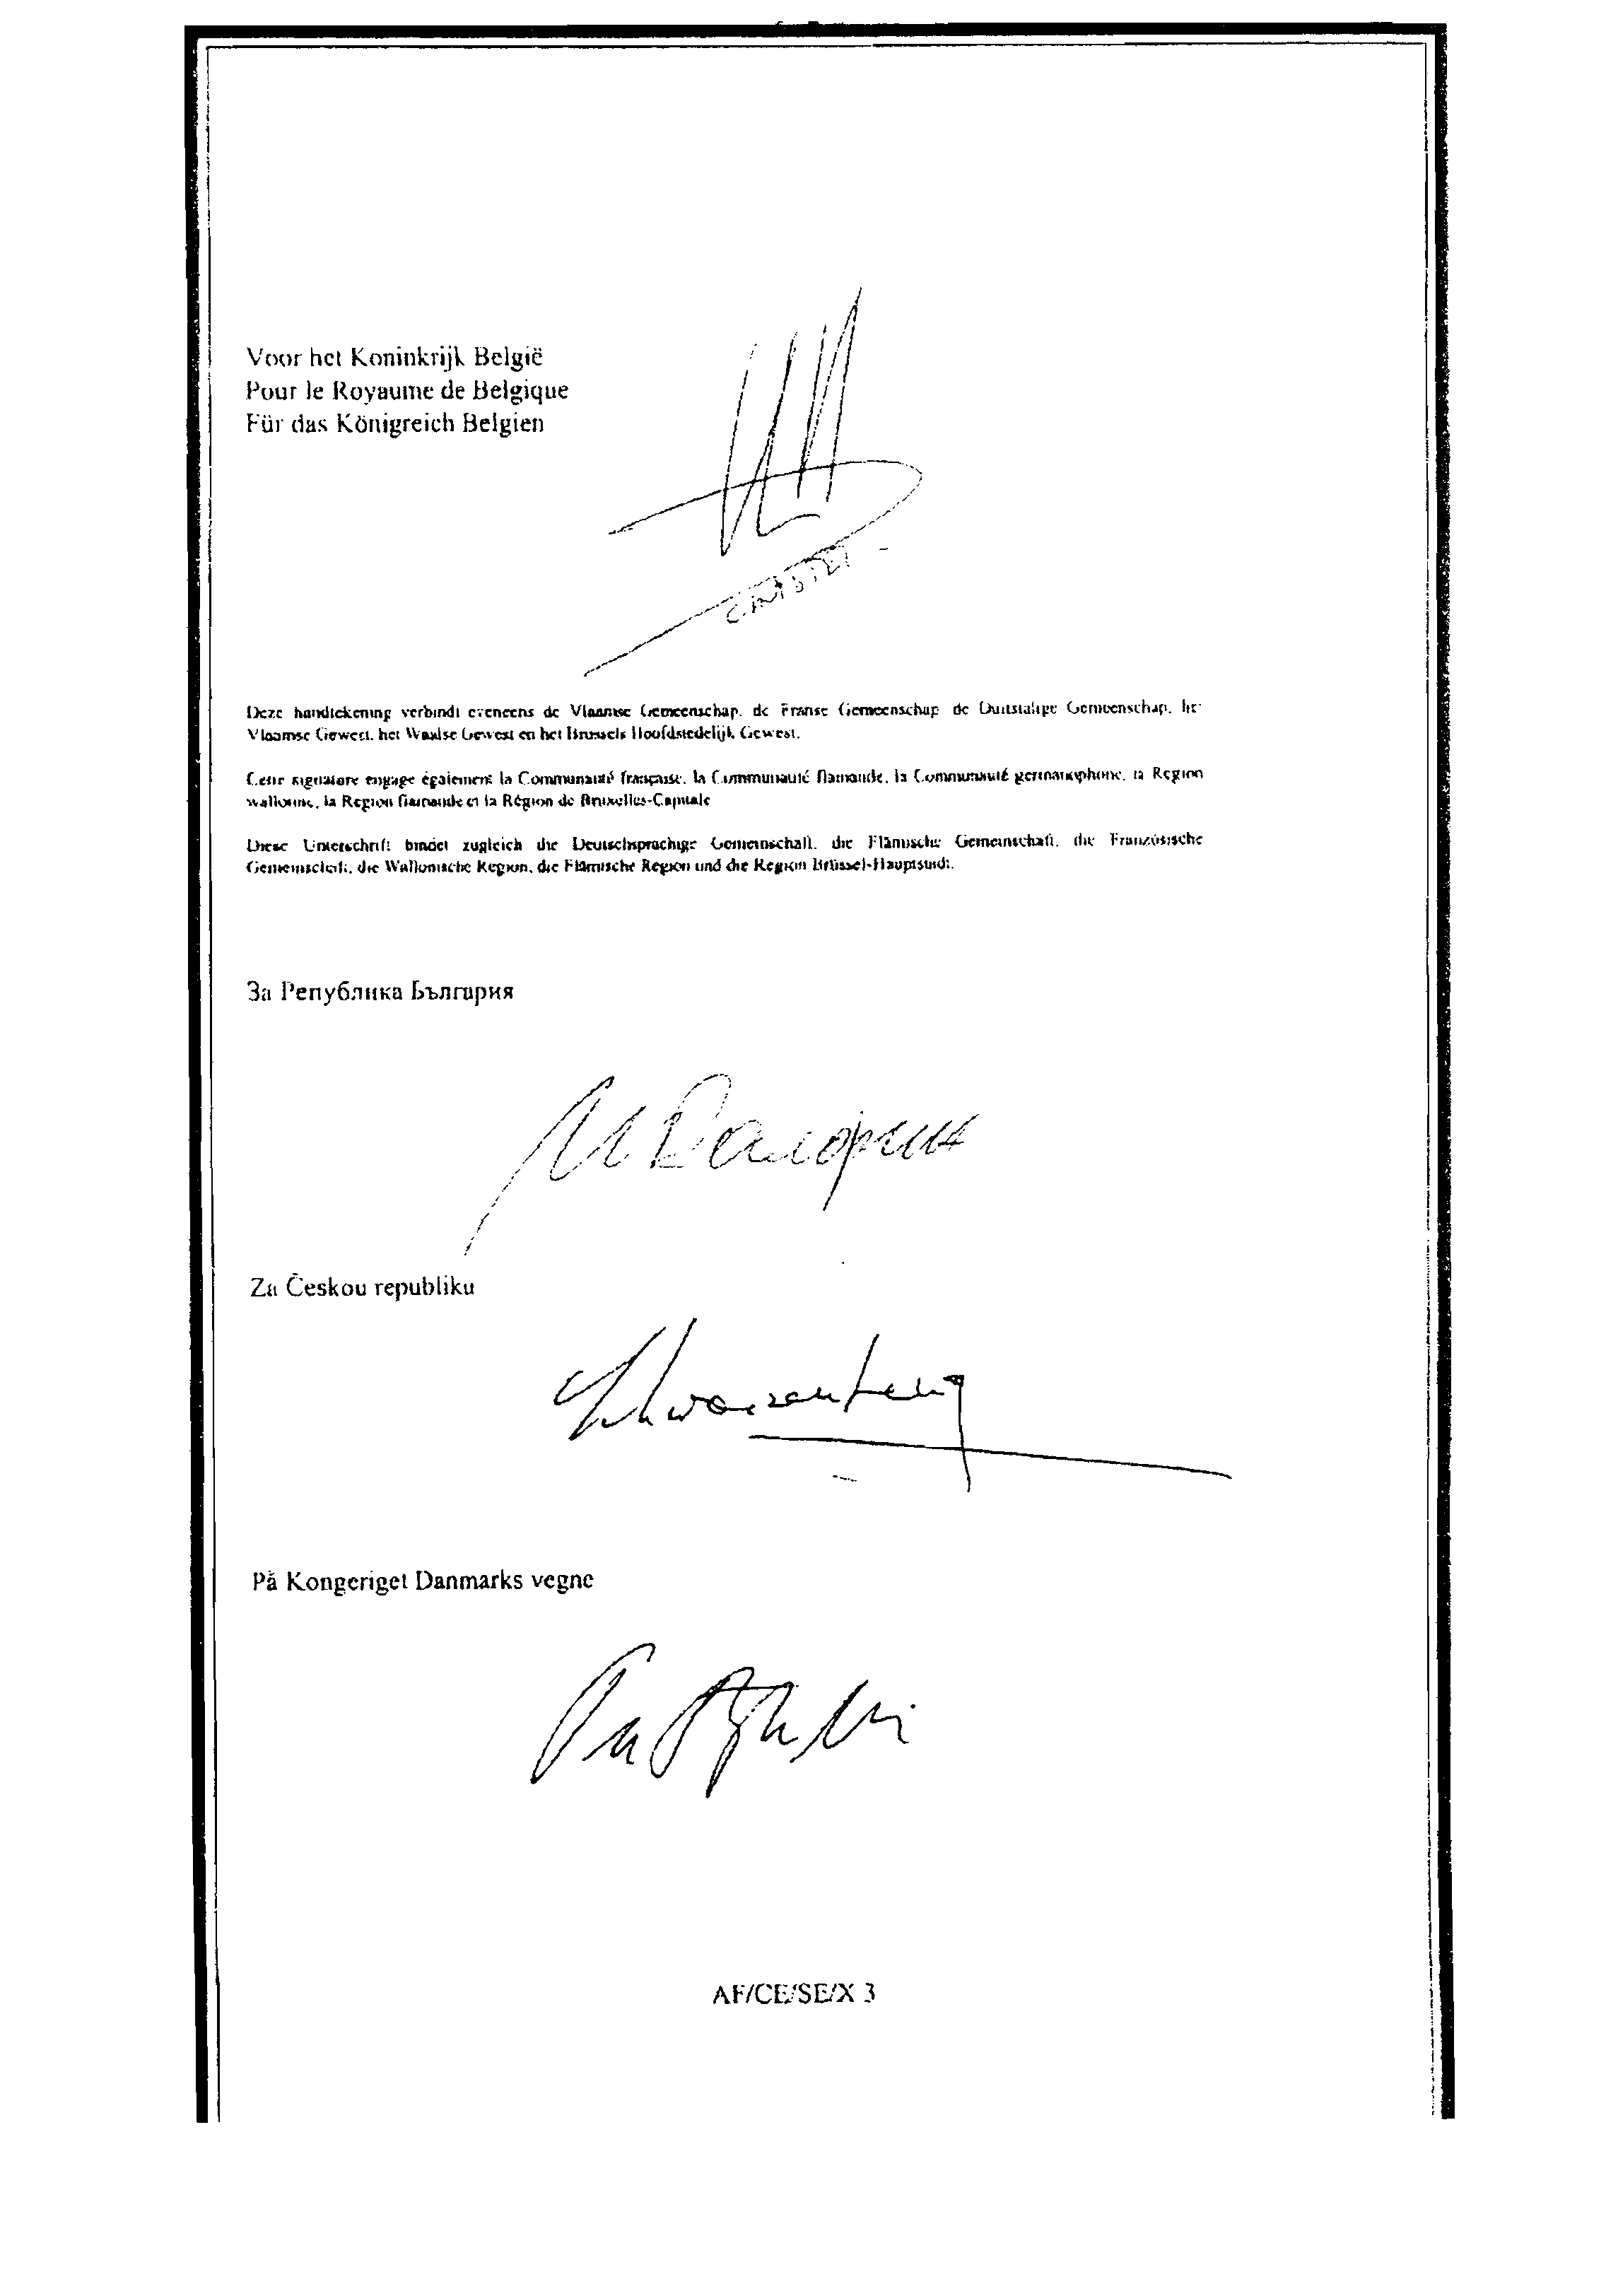 Voor het Koninkrijk België
Pour le Royaume de Belgique
Für das Königreich Belgien
Deze handtekening verbindt eveneens de Vlaamse Gemeenschap, de Franse Gemeenschap de Duitstalige Gemeenschap, het
Vlaamse Gewest, het Waalse Gewest en het Brussels Hoofdstedelijk Gewest.
Cette signature engage également la Communauté française, la Communauté flamande, la Communauté germanophone, la Région
wallonne, la Région flamande et la Région de Bruxelles-Capitale
Diese Unterschrift bindet zugleich die Deutschsprachige Gemeinschaft, die Flämische Gemeinschaft, die Französische
Gemeinschaft, die Wallonische Region, die Flämische Region und die Region Brüssel-Hauptstadt.
За Република България
Za Českou republiku
Schwarzenberg
På Kongeriget Danmarks vegne
AF/CE/SE/X 3